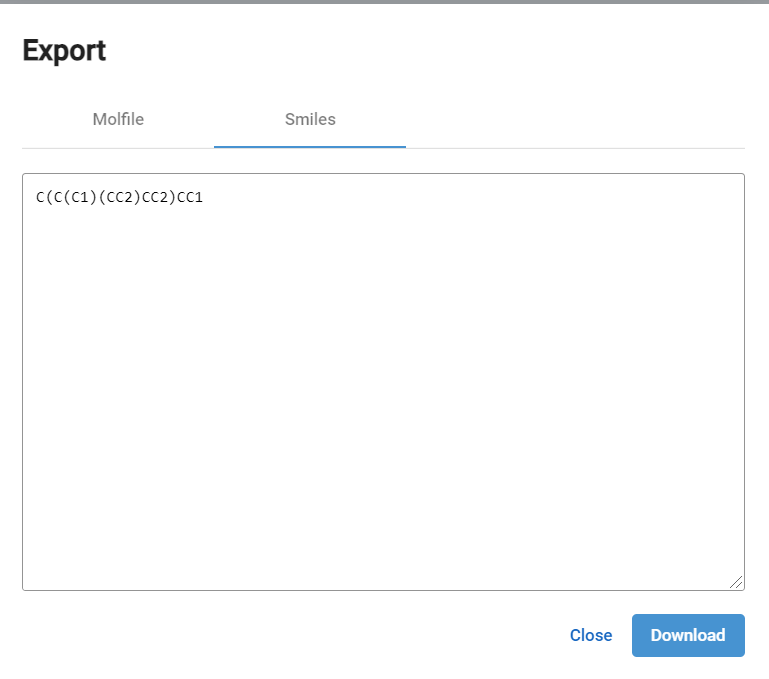 Export
Molfile Smiles
C(C(C1)(CC2)CC2)CC1
Close Download